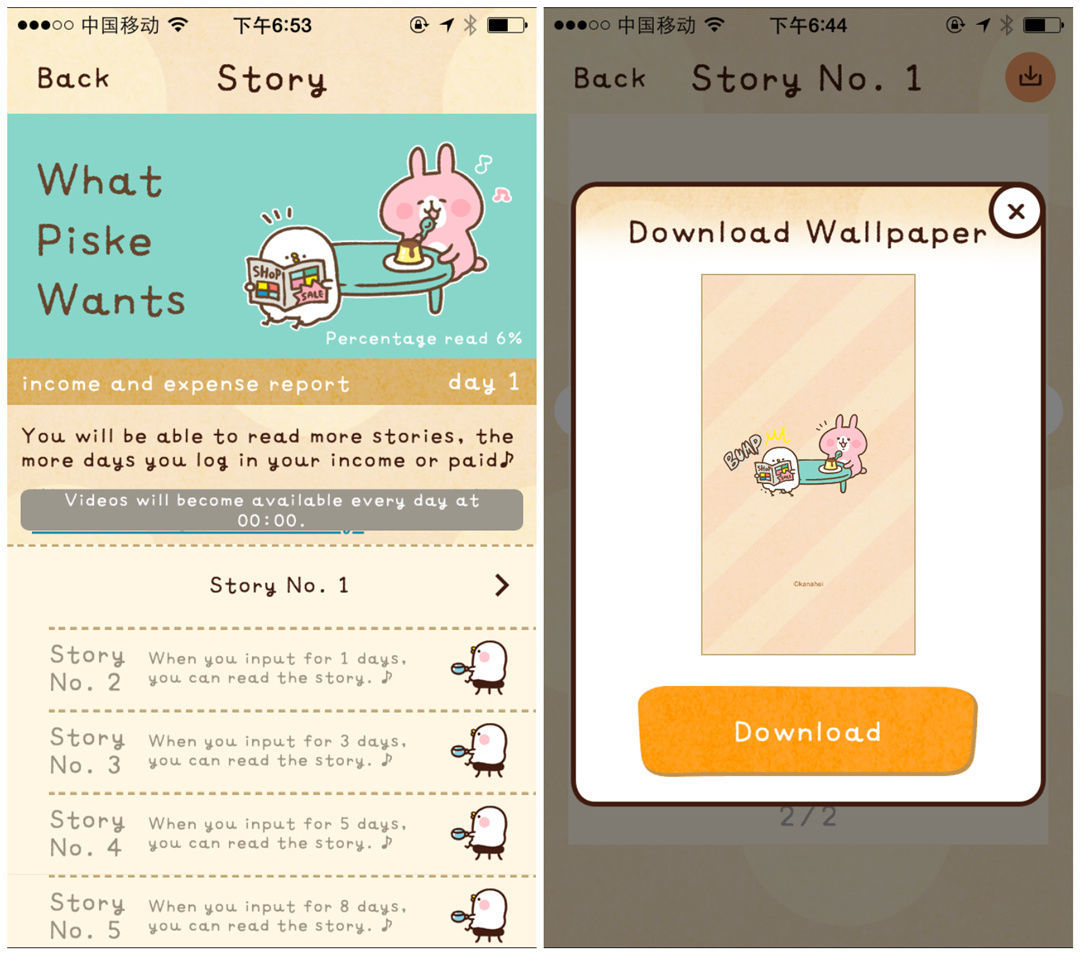 中国移动 下午6:53
Back Story
What
Piske
Wants
SHOP
SALE
Percentage read 6%
income and expense report day 1
You will be able to read more stories, the
more days you log in your income or paid♪
Videos will become available every day at
00:00.
Story No. 1
Story
No. 2
When you input for 1 days,
you can read the story. ♪
Story
No. 3
When you input for 3 days,
you can read the story. ♪
Story
No. 4
When you input for 5 days,
you can read the story. ♪
Story
No. 5
When you input for 8 days,
you can read the story. ♪
中国移动 下午6:44
Back Story No. 1
Download Wallpaper
BUMP
SHOP
SALE
©kanahei
Download
2/2